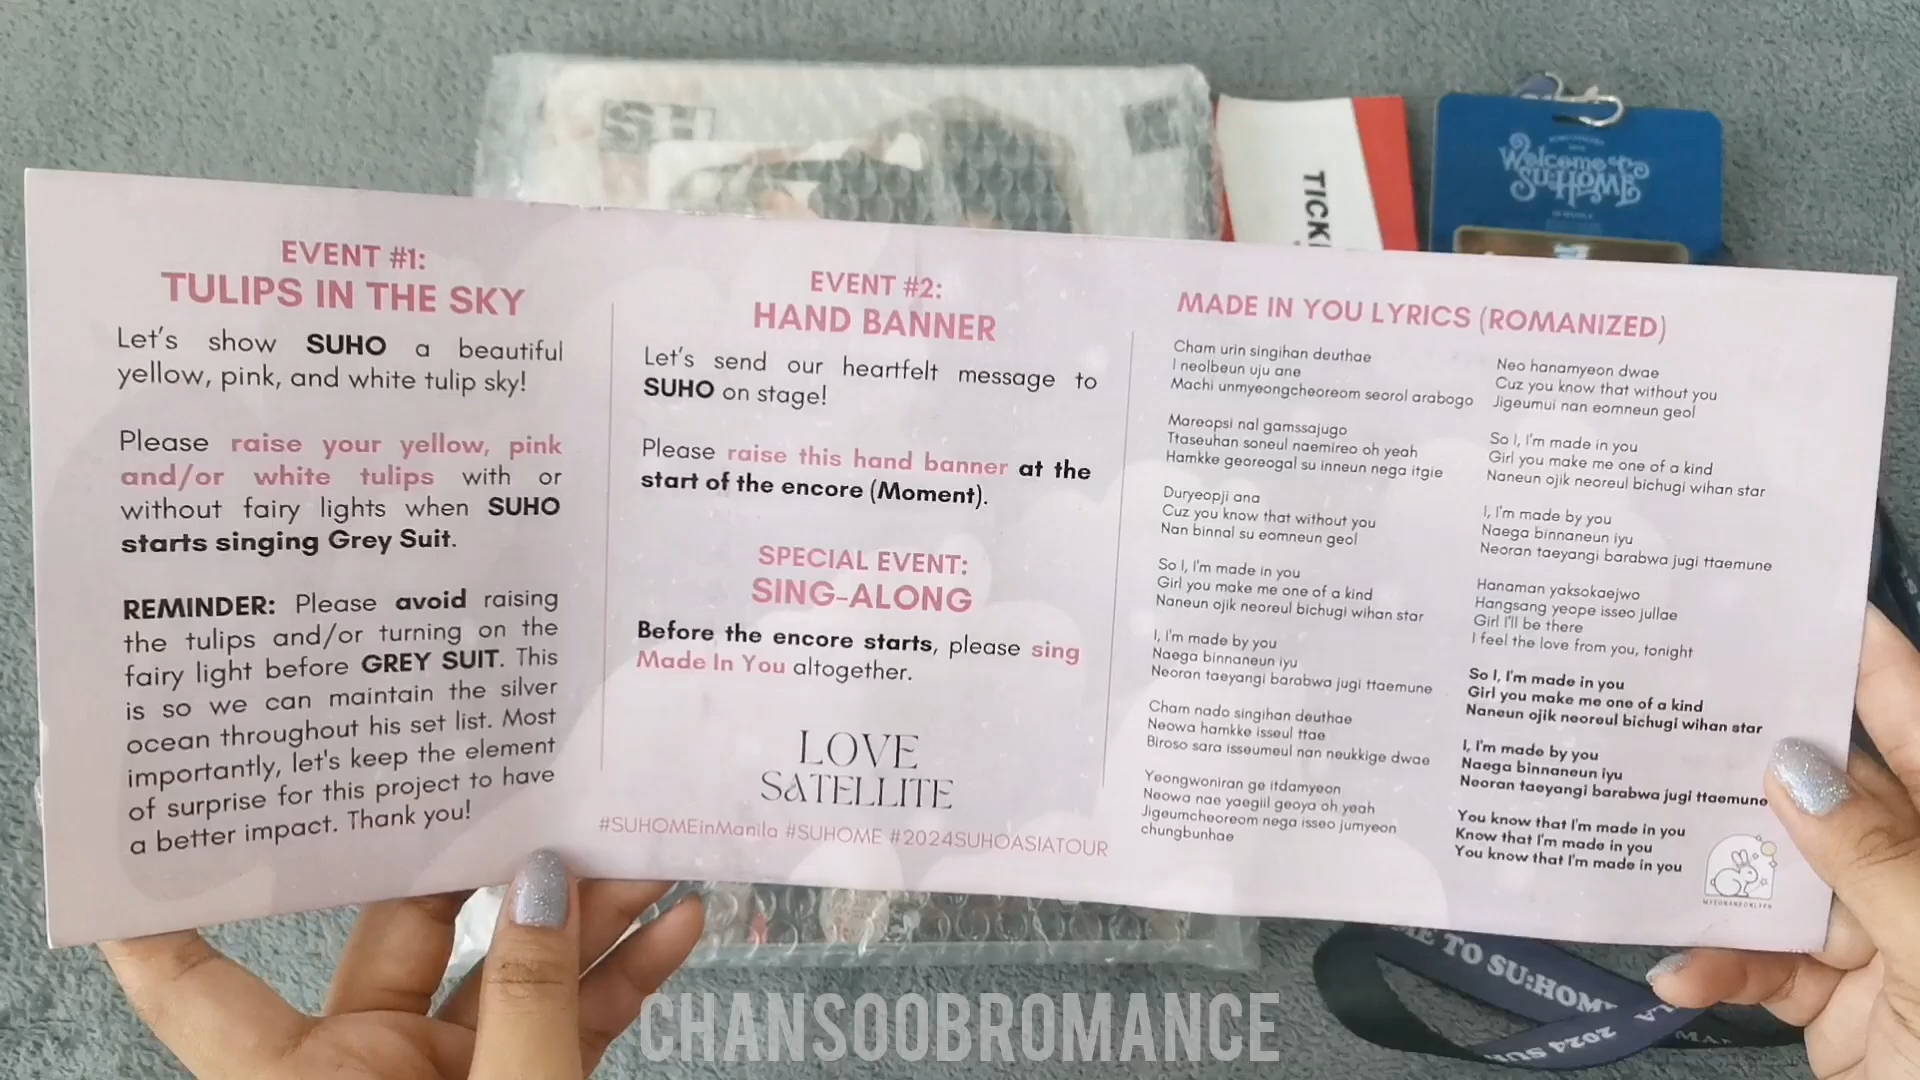 SH
TICK
Welcome to
SU:HOME
EVENT #1:
TULIPS IN THE SKY
Let's show SUHO a beautiful
yellow, pink, and white tulip sky!
Please raise your yellow, pink
and/or white tulips with or
without fairy lights when SUHO
starts singing Grey Suit.
REMINDER: Please avoid raising
the tulips and/or turning on the
fairy light before GREY SUIT. This
is so we can maintain the silver
ocean throughout his set list. Most
importantly, let's keep the element
of surprise for this project to have
a better impact. Thank you!
EVENT #2:
HAND BANNER
Let's send our heartfelt message to
SUHO on stage!
Please raise this hand banner at the
start of the encore (Moment).
SPECIAL EVENT:
SING-ALONG
Before the encore starts, please sing
Made In You altogether.
LOVE
SATELLITE
#SUHOMEinManila #SUHOME #2024SUHOASIATOUR
MADE IN YOU LYRICS (ROMANIZED)
Cham urin singihan deuthae
I neolbeun uju ane
Machi unmyeongcheoreom seorol arabogo
Mareopsi nal gamssajugo
Ttaseuhan soneul naemireo oh yeah
Hamkke georeogal su inneun nega itgie
Duryeopji ana
Cuz you know that without you
Nan binnal su eomneun geol
So I, I'm made in you
Girl you make me one of a kind
Naneun ojik neoreul bichugi wihan star
I, I'm made by you
Naega binnaneun iyu
Neoran taeyangi barabwa jugi ttaemune
Cham nado singihan deuthae
Neowa hamkke isseul ttae
Biroso sara isseumeul nan neukkige dwae
Yeongwoniran ge itdamyeon
Neowa nae yaegiil geoya oh yeah
Jigeumcheoreom nega isseo jumyeon
chungbunhae
Neo hanamyeon dwae
Cuz you know that without you
Jigeumui nan eomneun geol
So I, I'm made in you
Girl you make me one of a kind
Naneun ojik neoreul bichugi wihan star
I, I'm made by you
Naega binnaneun iyu
Neoran taeyangi barabwa jugi ttaemune
Hanaman yaksokaejwo
Hangsang yeope isseo jullae
Girl I'll be there
I feel the love from you, tonight
So I, I'm made in you
Girl you make me one of a kind
Naneun ojik neoreul bichugi wihan star
I, I'm made by you
Naega binnaneun iyu
Neoran taeyangi barabwa jugi ttaemune
You know that I'm made in you
Know that I'm made in you
You know that I'm made in you
ME TO SU:HOM
2024 SUH
CHANSOOBROMANCE